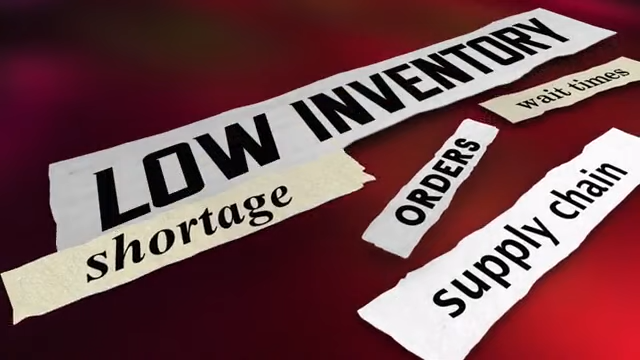 LOW INVENTORY
shortage
wait times
ORDERS
supply chain